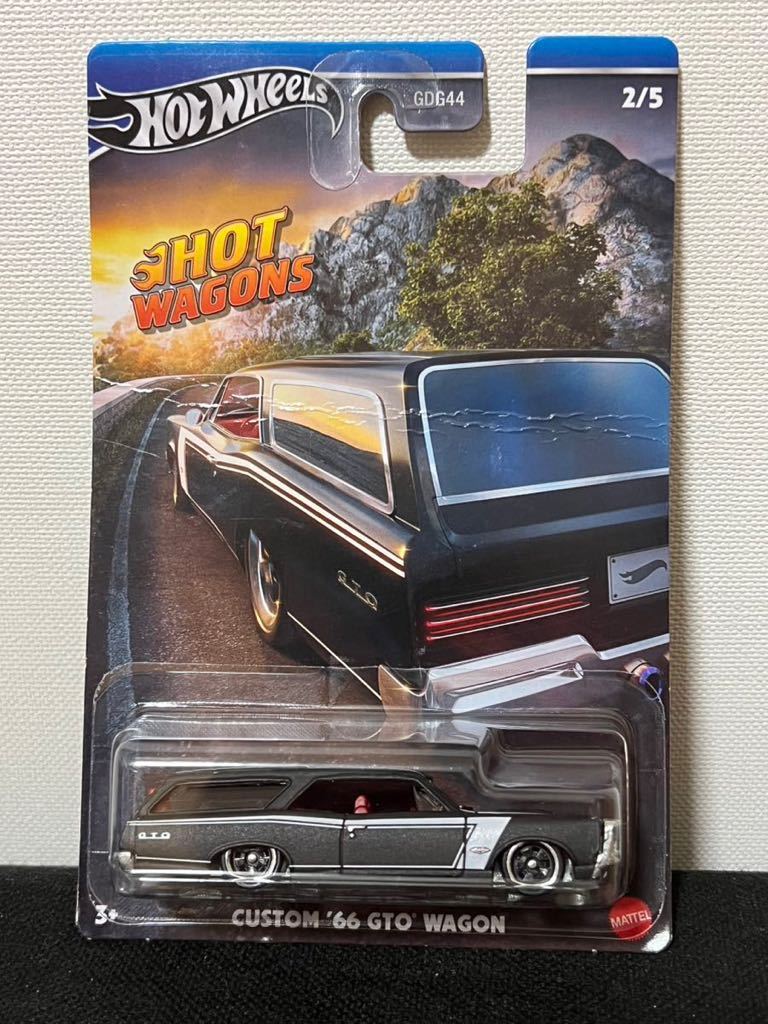 HOT WHEELS
GDG44
2/5
HOT
WAGONS
GTO
GTO
3+
CUSTOM '66 GTO® WAGON
MATTEL